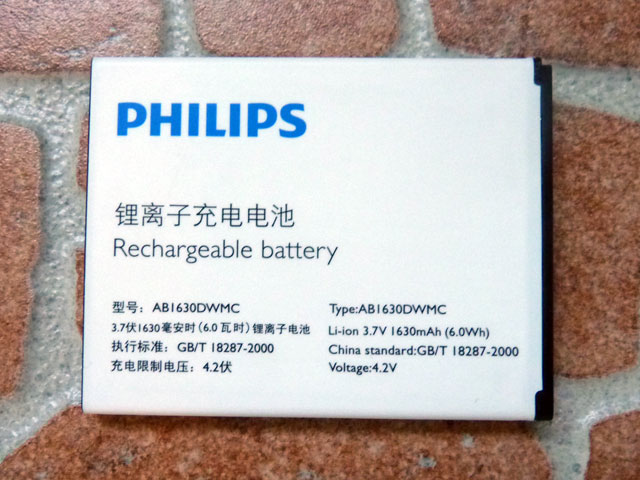 PHILIPS
锂离子充电电池
Rechargeable battery
型号: AB1630DWMC
3.7伏1630毫安时 (6.0 瓦时) 锂离子电池
执行标准: GB/T 18287-2000
充电限制电压: 4.2伏
Type:AB1630DWMC
Li-ion 3.7V 1630mAh (6.0Wh)
China standard:GB/T 18287-2000
Voltage:4.2V